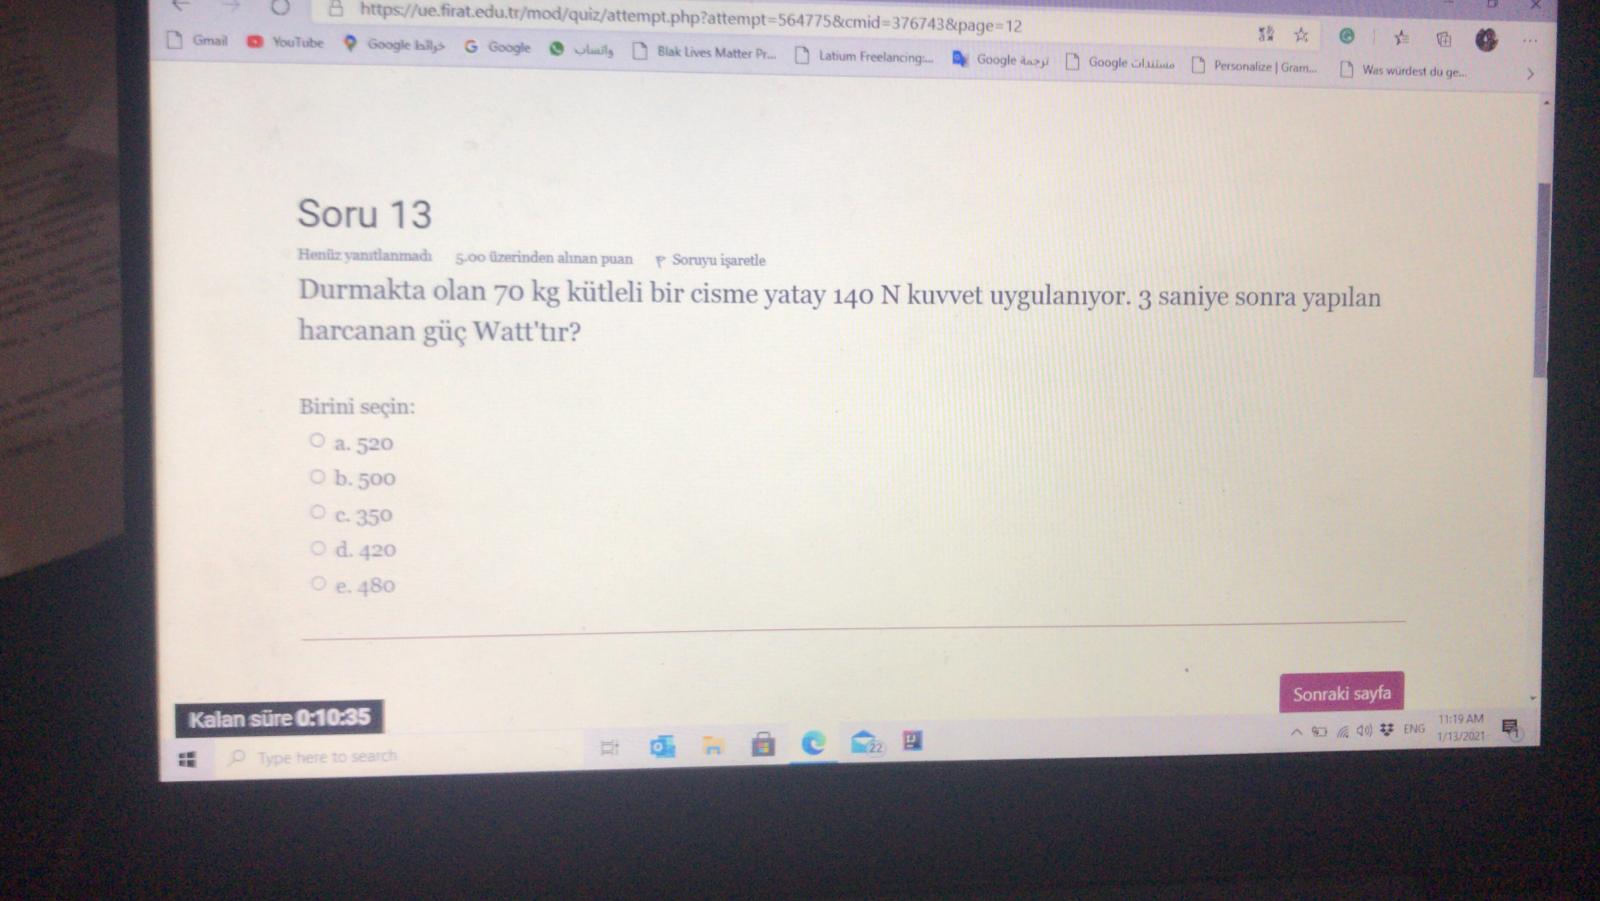 https://ue.firat.edu.tr/mod/quiz/attempt.php?attempt=564775&cmid=376743&page=12
Gmail YouTube Google خرائط Google واتساب Blak Lives Matter Pr... Latium Freelancing:... Google ترجمة Google مستندات Personalize | Gram... Was würdest du ge...
Soru 13
Henüz yanıtlanmadı 5.00 üzerinden alınan puan Soruyu işaretle
Durmakta olan 70 kg kütleli bir cisme yatay 140 N kuvvet uygulanıyor. 3 saniye sonra yapılan
harcanan güç Watt'tır?
Birini seçin:
a. 520
b. 500
c. 350
d. 420
e. 480
Sonraki sayfa
Kalan süre 0:10:35
Type here to search
22
ENG
11:19 AM
1/13/2021